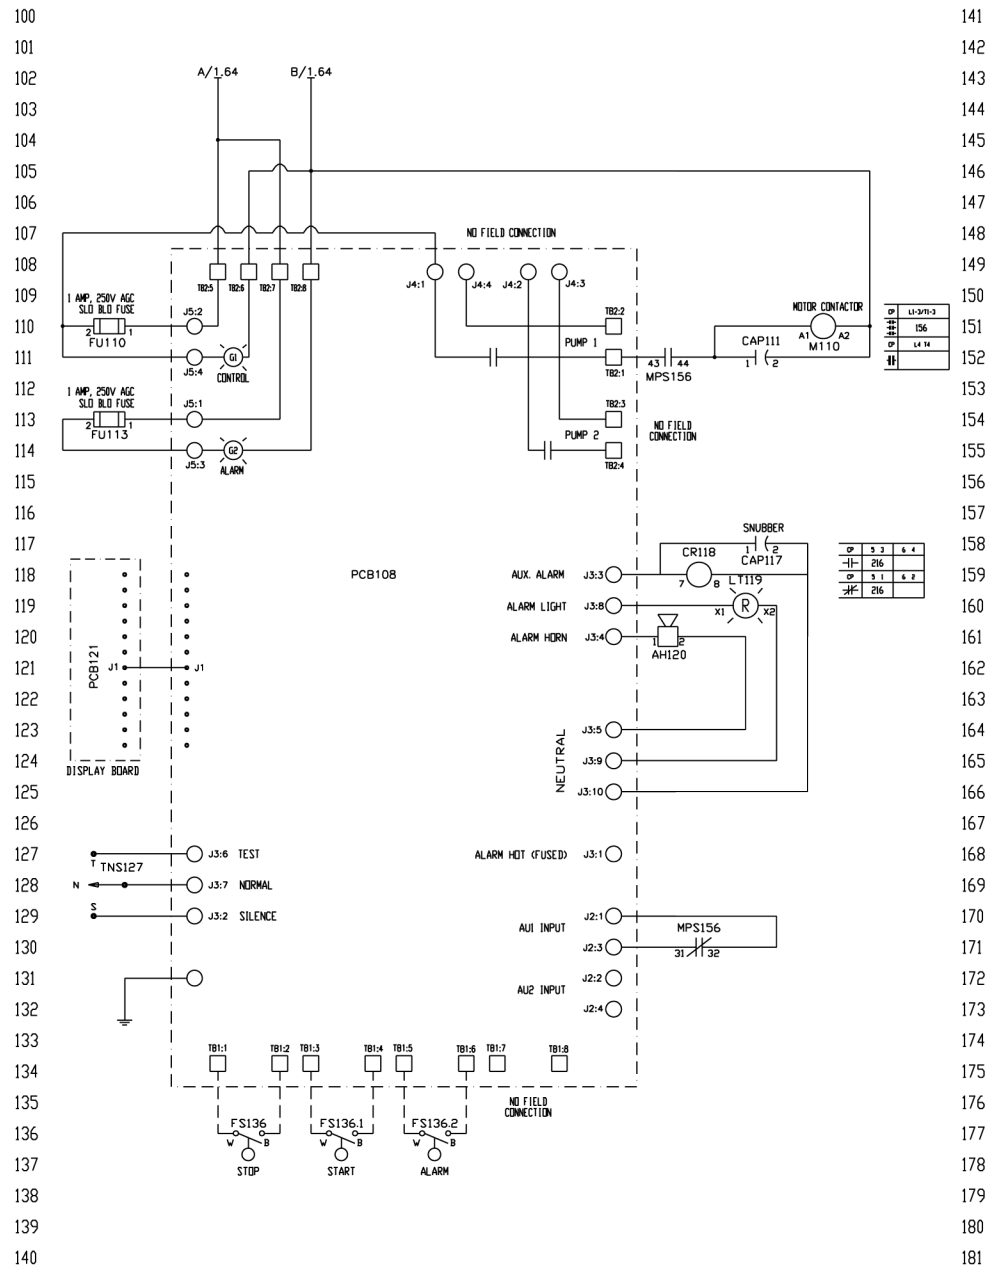 100 141
101 142
102 A/1.64 B/1.64 143
103 144
104 145
105 146
106 147
107 NO FIELD CONNECTION 148
108 149
TB2:5 TB2:6 TB2:7 TB2:8 J4:1 J4:4 J4:2 J4:3
109 150
1 AMP, 250V AGC
SLO BLO FUSE
J5:2 TB2:2 MOTOR CONTACTOR
CP L1-3/T1-3
110 2 1 A1 A2 156 151
FU110 M110
PUMP 1 CAP111 CP L4 T4
111 G1 43 44 1 2 152
J5:4 CONTROL TB2:1 MPS156
112 153
1 AMP, 250V AGC
SLO BLO FUSE
J5:1 TB2:3
113 2 1 154
FU113 NO FIELD
CONNECTION
PUMP 2
114 G2 155
J5:3 ALARM TB2:4
115 156
116 157
SNUBBER
117 1 2 158
CR118 CAP117 CP 5 3 6 4
216
118 PCB108 AUX. ALARM J3:3 7 8 CP 5 1 6 2 159
LT119 216
119 ALARM LIGHT J3:8 X1 R X2 160
120 ALARM HORN J3:4 1 2 161
AH120
121 PCB121 J1 J1 162
122 163
123 J3:5 164
124 NEUTRAL J3:9 165
DISPLAY BOARD
125 J3:10 166
126 167
127 T J3:6 TEST ALARM HOT (FUSED) J3:1 168
TNS127
128 N J3:7 NORMAL 169
129 S J3:2 SILENCE J2:1 170
AU1 INPUT MPS156
130 J2:3 31 32 171
131 J2:2 172
AU2 INPUT
132 J2:4 173
133 174
TB1:1 TB1:2 TB1:3 TB1:4 TB1:5 TB1:6 TB1:7 TB1:8
134 175
135 NO FIELD
CONNECTION 176
FS136 FS136.1 FS136.2
136 W B W B W B 177
137 STOP START ALARM 178
138 179
139 180
140 181